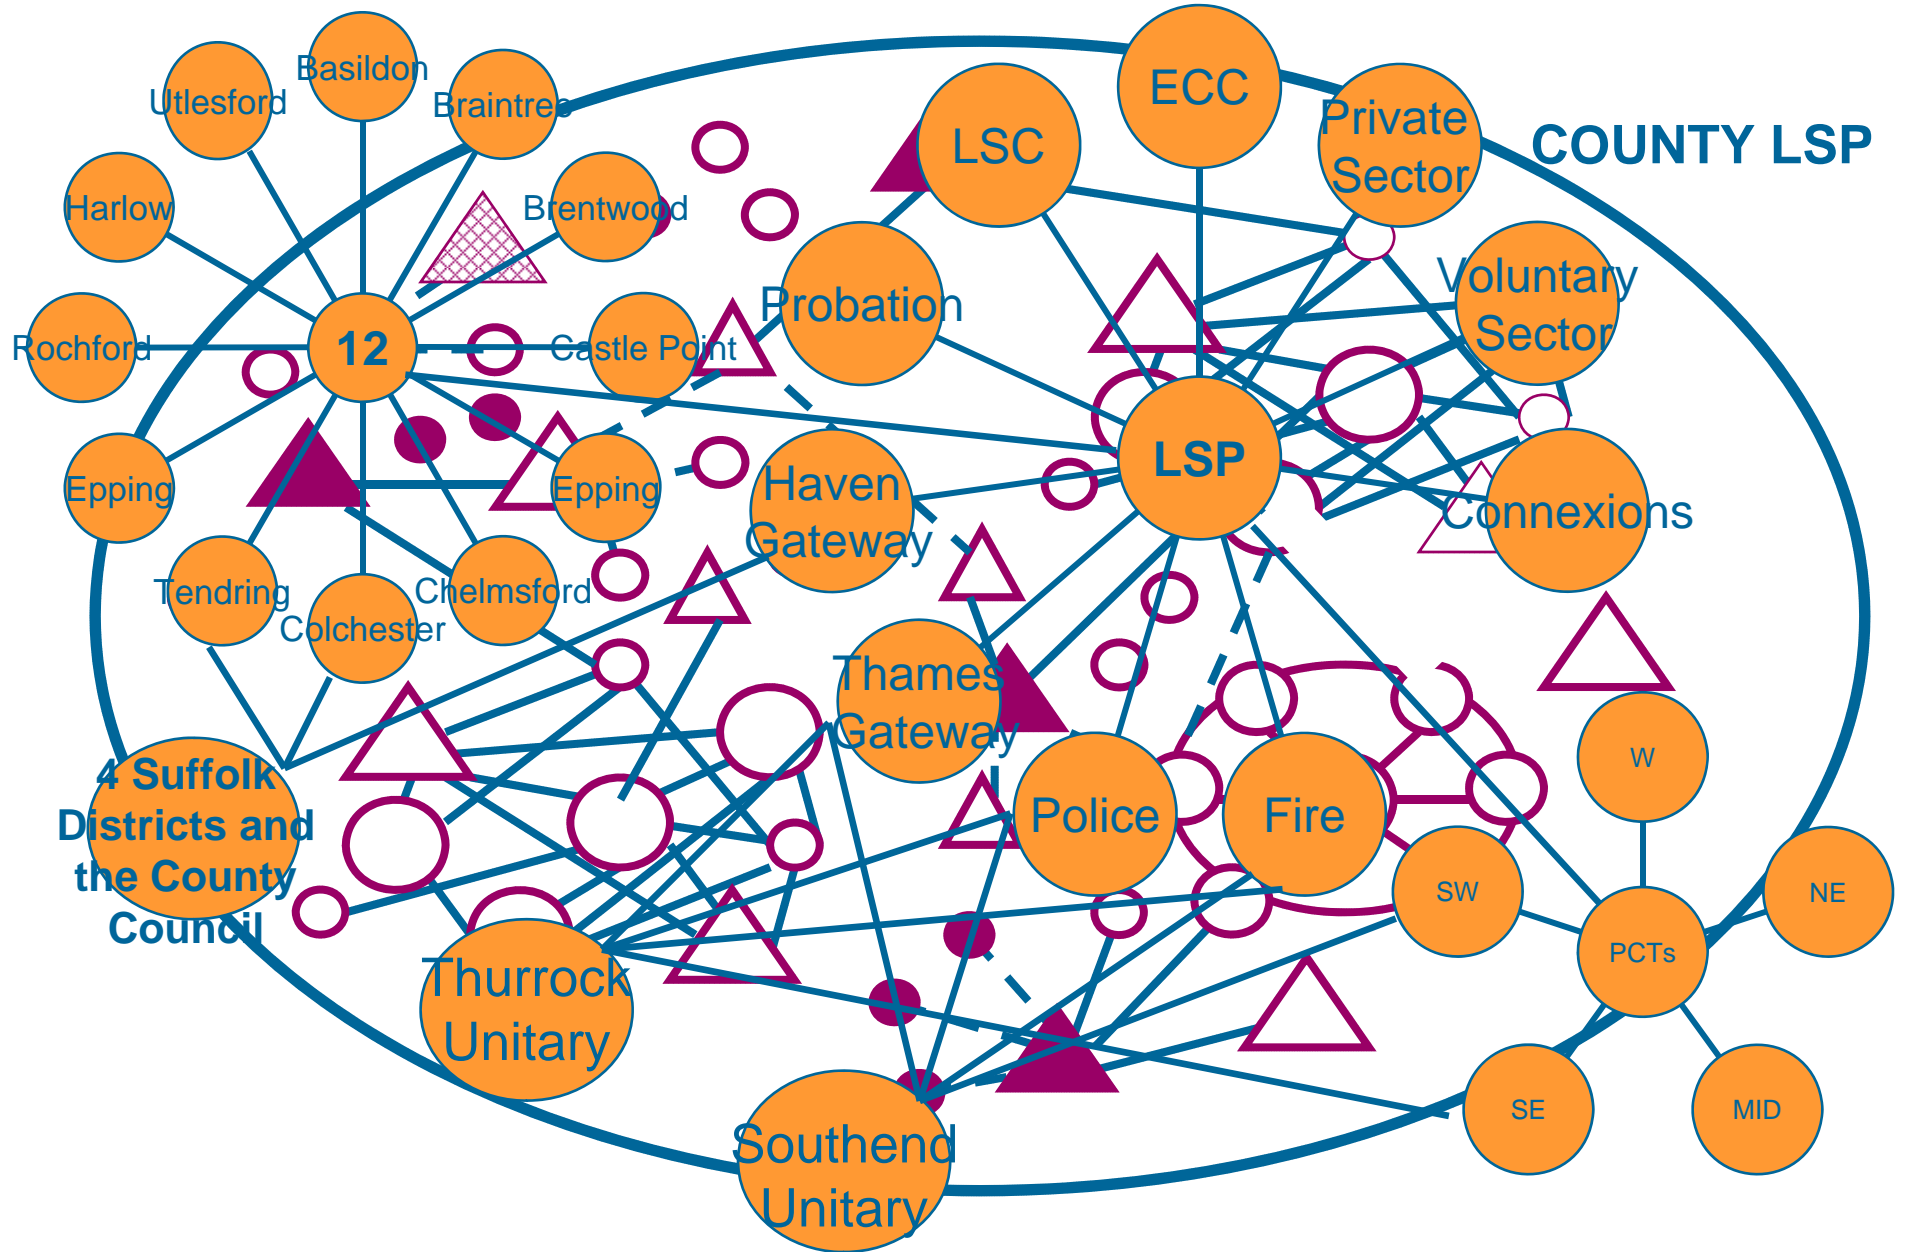 Basildon
Utlesford
Braintree
ECC
LSC
Private
Sector
COUNTY LSP
Harlow
Brentwood
Probation
Voluntary
Sector
Rochford
12
Castle Point
LSP
Epping
Epping
Haven
Gateway
Connexions
Tendring
Colchester
Chelmsford
Thames
Gateway
W
4 Suffolk
Districts and
the County
Council
Police
Fire
SW
NE
PCTs
Thurrock
Unitary
SE
MID
Southend
Unitary